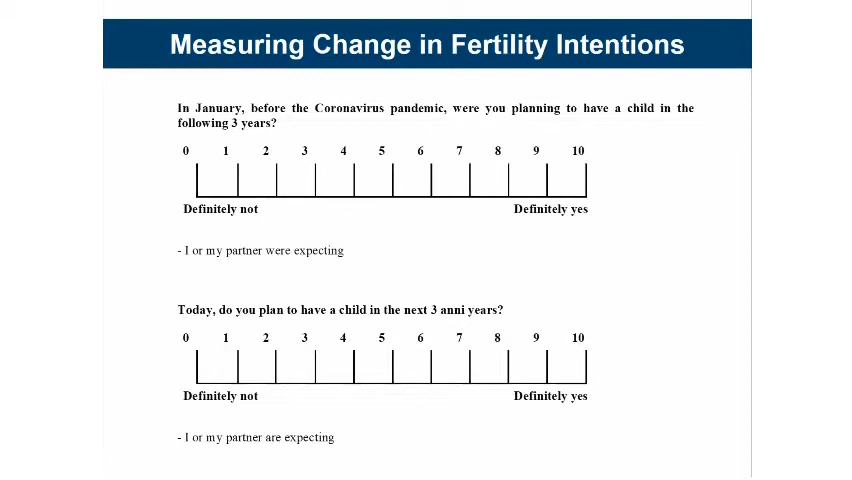 Measuring Change in Fertility Intentions
In January, before the Coronavirus pandemic, were you planning to have a child in the
following 3 years?
0 1 2 3 4 5 6 7 8 9 10
Definitely not Definitely yes
- I or my partner were expecting
Today, do you plan to have a child in the next 3 anni years?
0 1 2 3 4 5 6 7 8 9 10
Definitely not Definitely yes
- I or my partner are expecting